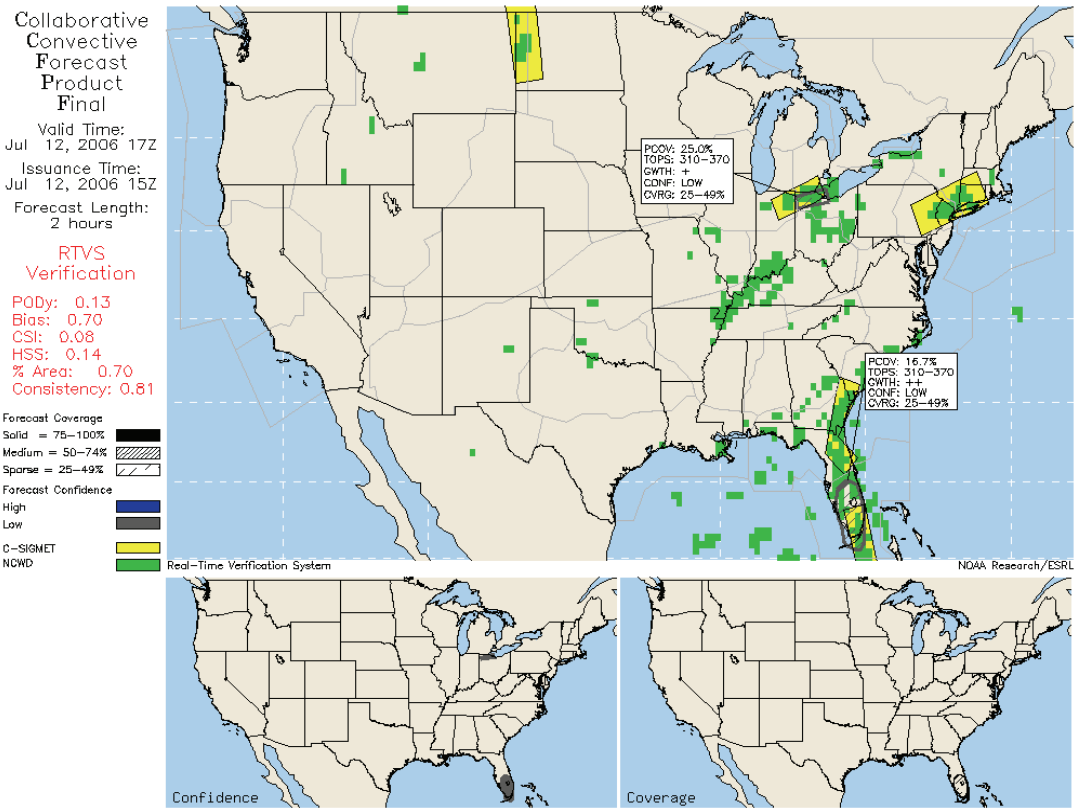 Collaborative
Convective
Forecast
Product
Final
Valid Time:
Jul 12, 2006 17Z
Issuance Time:
Jul 12, 2006 15Z
Forecast Length:
2 hours
RTVS
Verification
PODy: 0.13
Bias: 0.70
CSI: 0.08
HSS: 0.14
% Area: 0.70
Consistency: 0.81
Forecast Coverage
Solid = 75-100%
Medium = 50-74%
Sparse = 25-49%
Forecast Confidence
High
Low
C-SIGMET
NCWD
PCOV: 25.0%
TOPS: 310-370
GWTH: +
CONF: LOW
CVRG: 25-49%
PCOV: 16.7%
TOPS: 310-370
GWTH: ++
CONF: LOW
CVRG: 25-49%
Real-Time Verification System
NOAA Research/ESRL
Confidence
Coverage